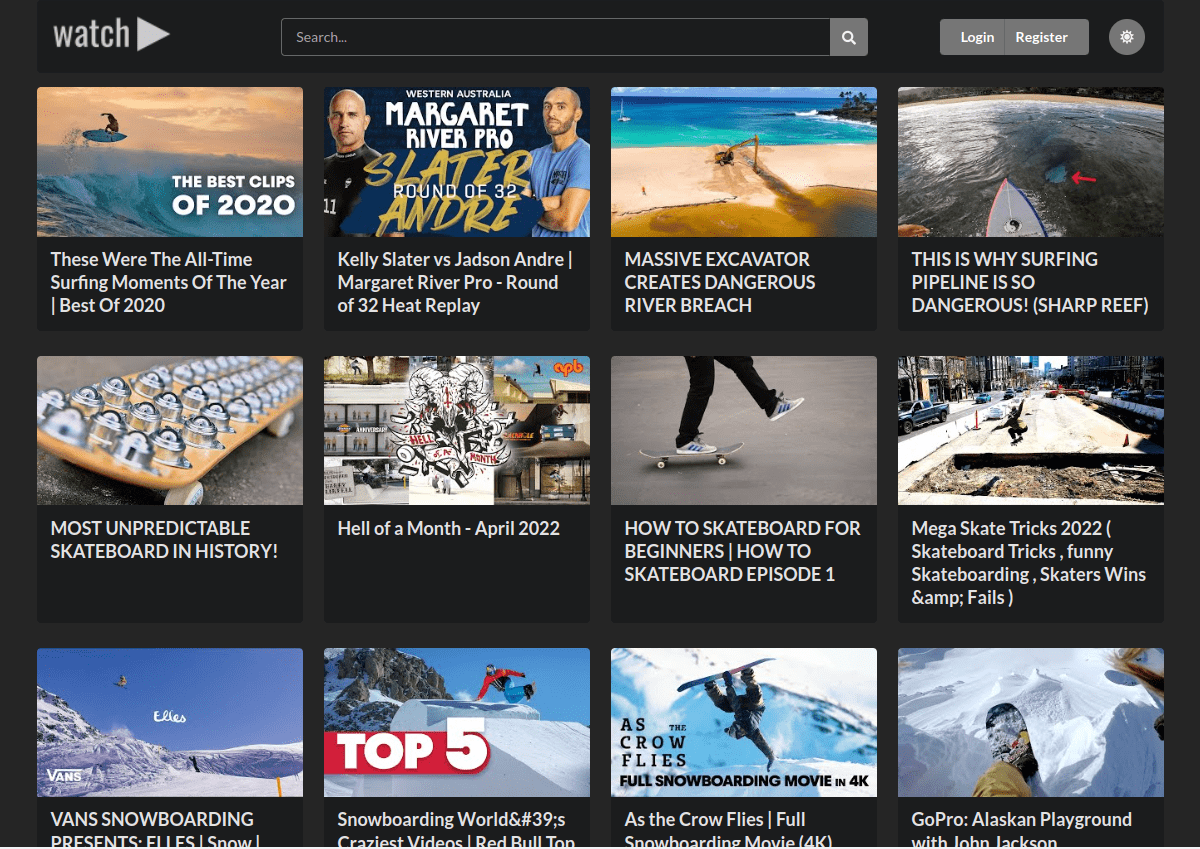 watch
Search...
Login
Register
THE BEST CLIPS
OF 2020
WESTERN AUSTRALIA
MARGARET
RIVER PRO
SLATER
ROUND OF 32
ANDRE
11
These Were The All-Time
Surfing Moments Of The Year
| Best Of 2020
Kelly Slater vs Jadson Andre |
Margaret River Pro - Round
of 32 Heat Replay
MASSIVE EXCAVATOR
CREATES DANGEROUS
RIVER BREACH
THIS IS WHY SURFING
PIPELINE IS SO
DANGEROUS! (SHARP REEF)
HELL
OF A
MONTH
MOST UNPREDICTABLE
SKATEBOARD IN HISTORY!
Hell of a Month - April 2022
HOW TO SKATEBOARD FOR
BEGINNERS | HOW TO
SKATEBOARD EPISODE 1
Mega Skate Tricks 2022 (
Skateboard Tricks , funny
Skateboarding , Skaters Wins
&amp; Fails )
Elles
VANS
TOP 5
AS THE
CROW
FLIES
FULL SNOWBOARDING MOVIE IN 4K
VANS SNOWBOARDING
PRESENTS: ELLES | Snow |
Snowboarding World&#39;s
Craziest Videos | Red Bull Top
As the Crow Flies | Full
Snowboarding Movie (4K)
GoPro: Alaskan Playground
with John Jackson